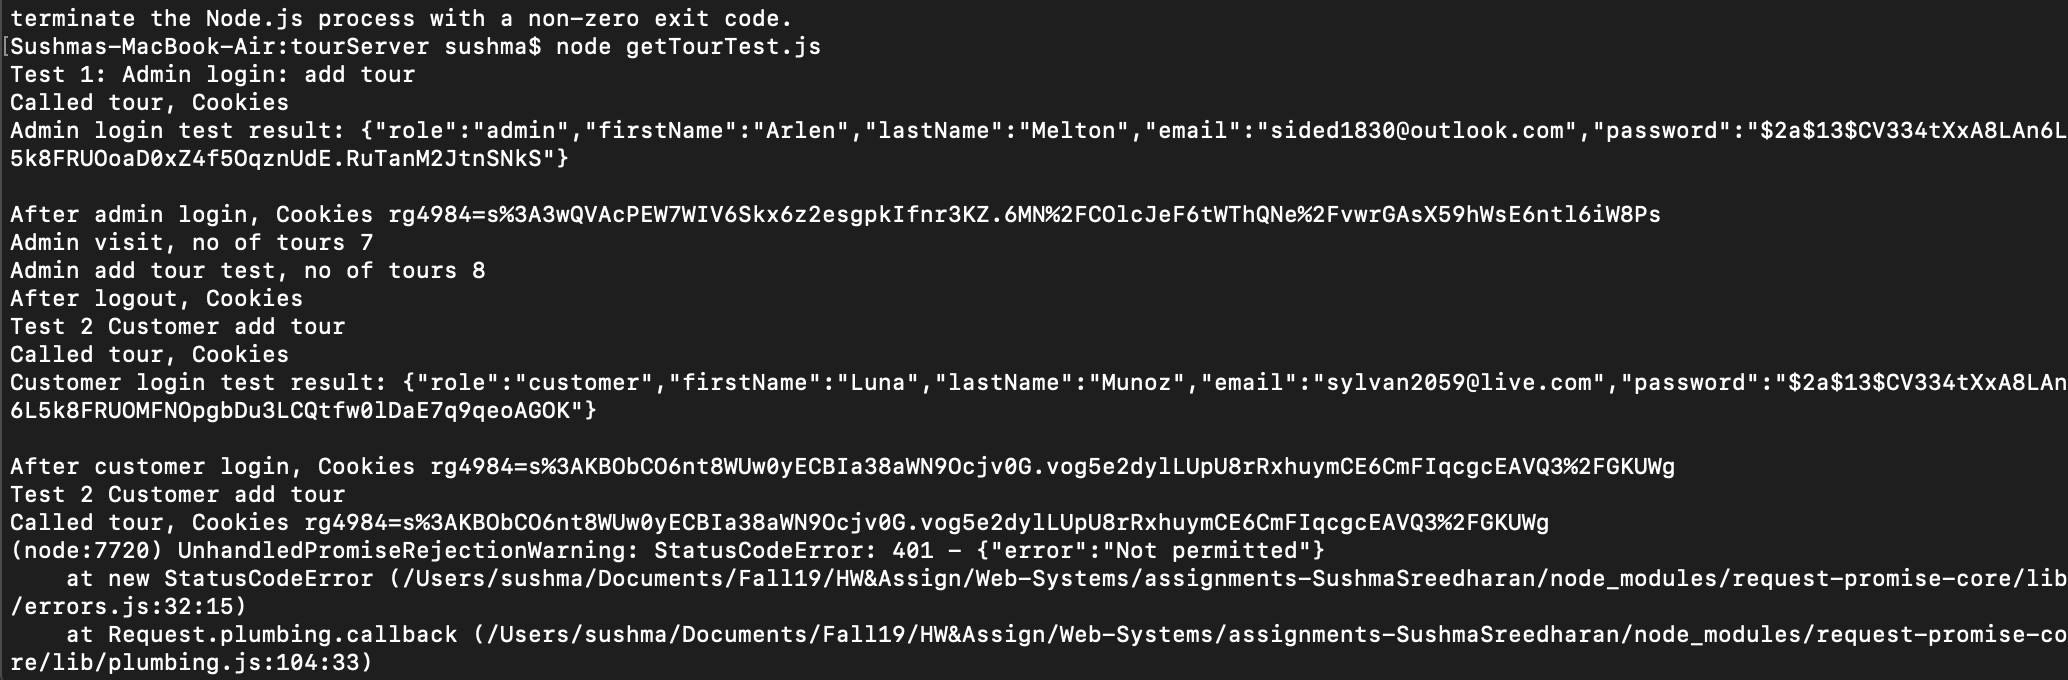 terminate the Node.js process with a non-zero exit code.
[Sushmas-MacBook-Air:tourServer sushma$ node getTourTest.js
Test 1: Admin login: add tour
Called tour, Cookies
Admin login test result: {"role":"admin","firstName":"Arlen","lastName":"Melton","email":"sided1830@outlook.com","password":"$2a$13$CV334tXxA8LAn6L
5k8FRUOoaD0xZ4f5OqznUdE.RuTanM2JtnSNkS"}
After admin login, Cookies rg4984=s%3A3wQVAcPEW7WIV6Skx6z2esgpkIfnr3KZ.6MN%2FCOlcJeF6tWThQNe%2FvwrGAsX59hWsE6ntl6iW8Ps
Admin visit, no of tours 7
Admin add tour test, no of tours 8
After logout, Cookies
Test 2 Customer add tour
Called tour, Cookies
Customer login test result: {"role":"customer","firstName":"Luna","lastName":"Munoz","email":"sylvan2059@live.com","password":"$2a$13$CV334tXxA8LAn
6L5k8FRUOMFNOpgbDu3LCQtfw0lDaE7q9qeoAGOK"}
After customer login, Cookies rg4984=s%3AKBObCO6nt8WUw0yECBIa38aWN9Ocjv0G.vog5e2dylLUpU8rRxhuymCE6CmFIqcgcEAVQ3%2FGKUWg
Test 2 Customer add tour
Called tour, Cookies rg4984=s%3AKBObCO6nt8WUw0yECBIa38aWN9Ocjv0G.vog5e2dylLUpU8rRxhuymCE6CmFIqcgcEAVQ3%2FGKUWg
(node:7720) UnhandledPromiseRejectionWarning: StatusCodeError: 401 - {"error":"Not permitted"}
at new StatusCodeError (/Users/sushma/Documents/Fall19/HW&Assign/Web-Systems/assignments-SushmaSreedharan/node_modules/request-promise-core/lib
/errors.js:32:15)
at Request.plumbing.callback (/Users/sushma/Documents/Fall19/HW&Assign/Web-Systems/assignments-SushmaSreedharan/node_modules/request-promise-co
re/lib/plumbing.js:104:33)